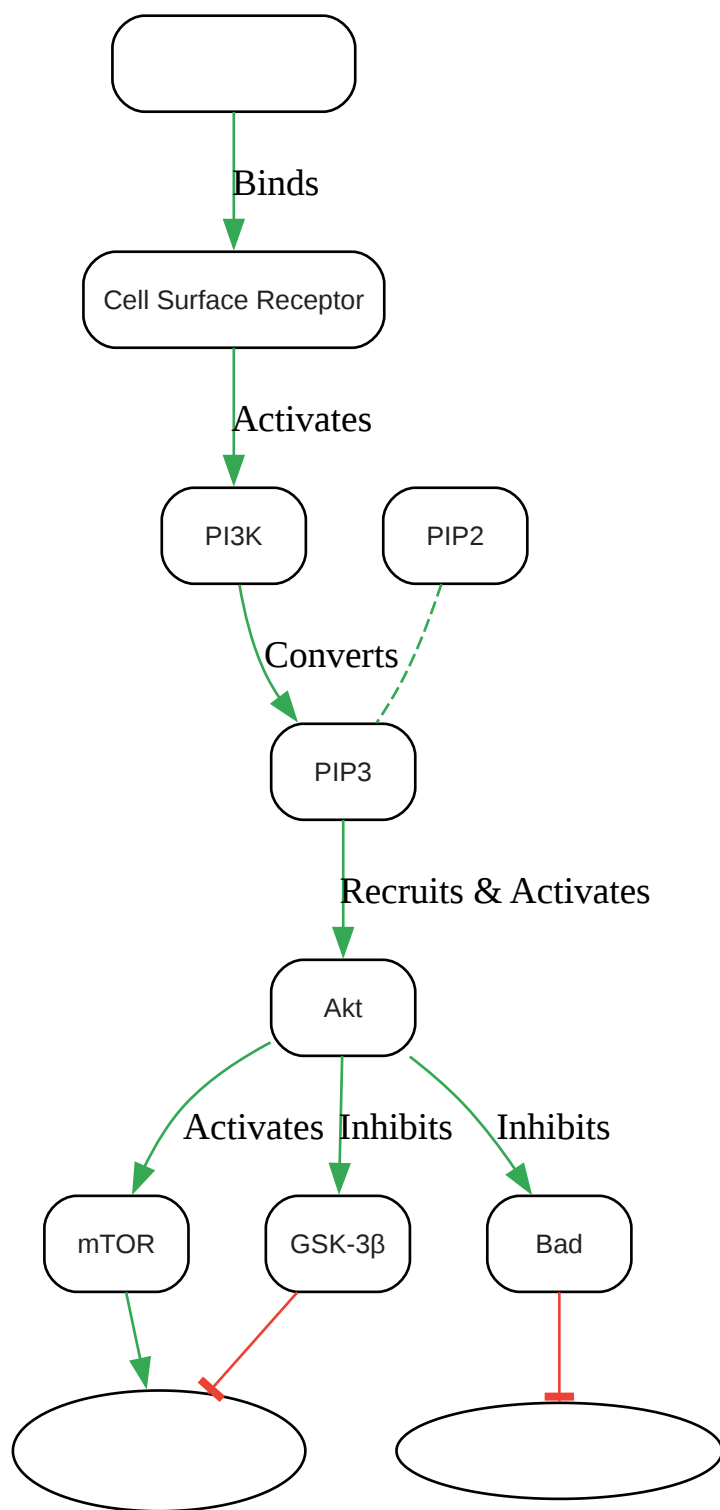 Binds
Cell Surface Receptor
Activates
PI3K
PIP2
Converts
PIP3
Recruits & Activates
Akt
Activates
Inhibits
Inhibits
mTOR
GSK-3β
Bad